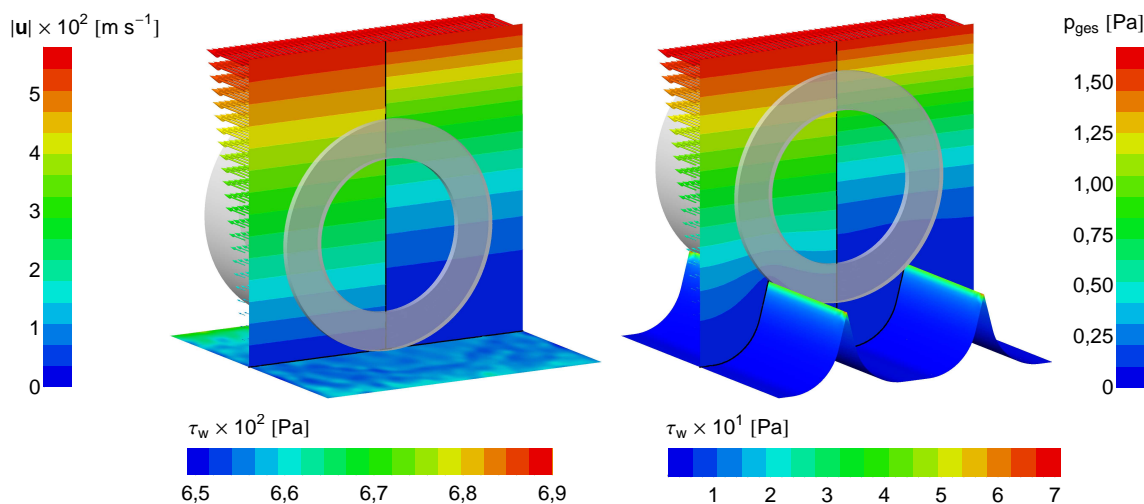 |u| × 10² [m s⁻¹]
5
4
3
2
1
0
p_ges [Pa]
1,50
1,25
1,00
0,75
0,50
0,25
0
τ_w × 10² [Pa]
6,5 6,6 6,7 6,8 6,9
τ_w × 10¹ [Pa]
1 2 3 4 5 6 7